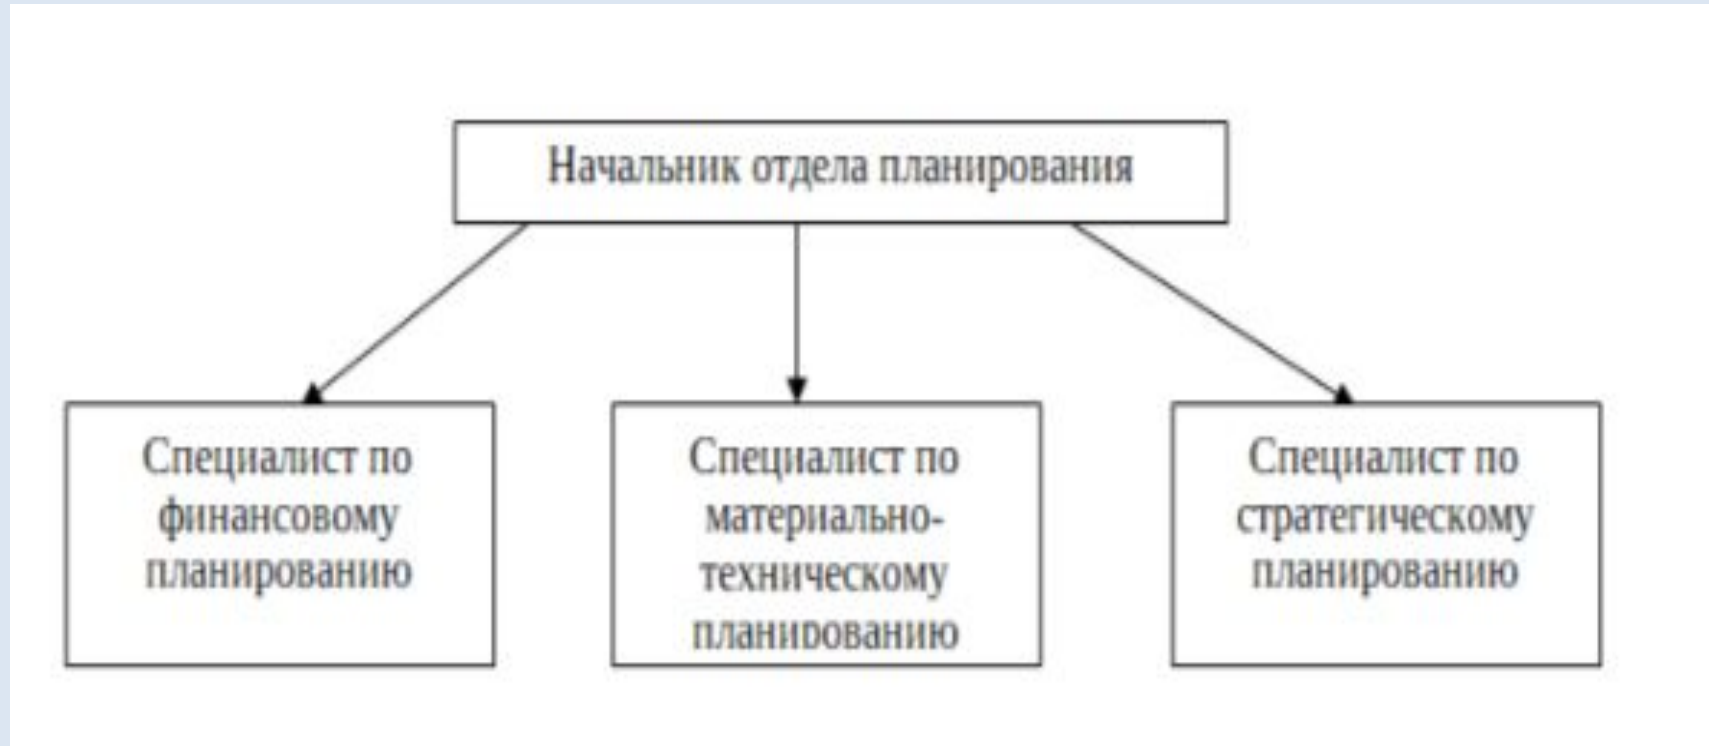 Начальник отдела планирования
Специалист по
финансовому
планированию
Специалист по
материально-
техническому
планированию
Специалист по
стратегическому
планированию